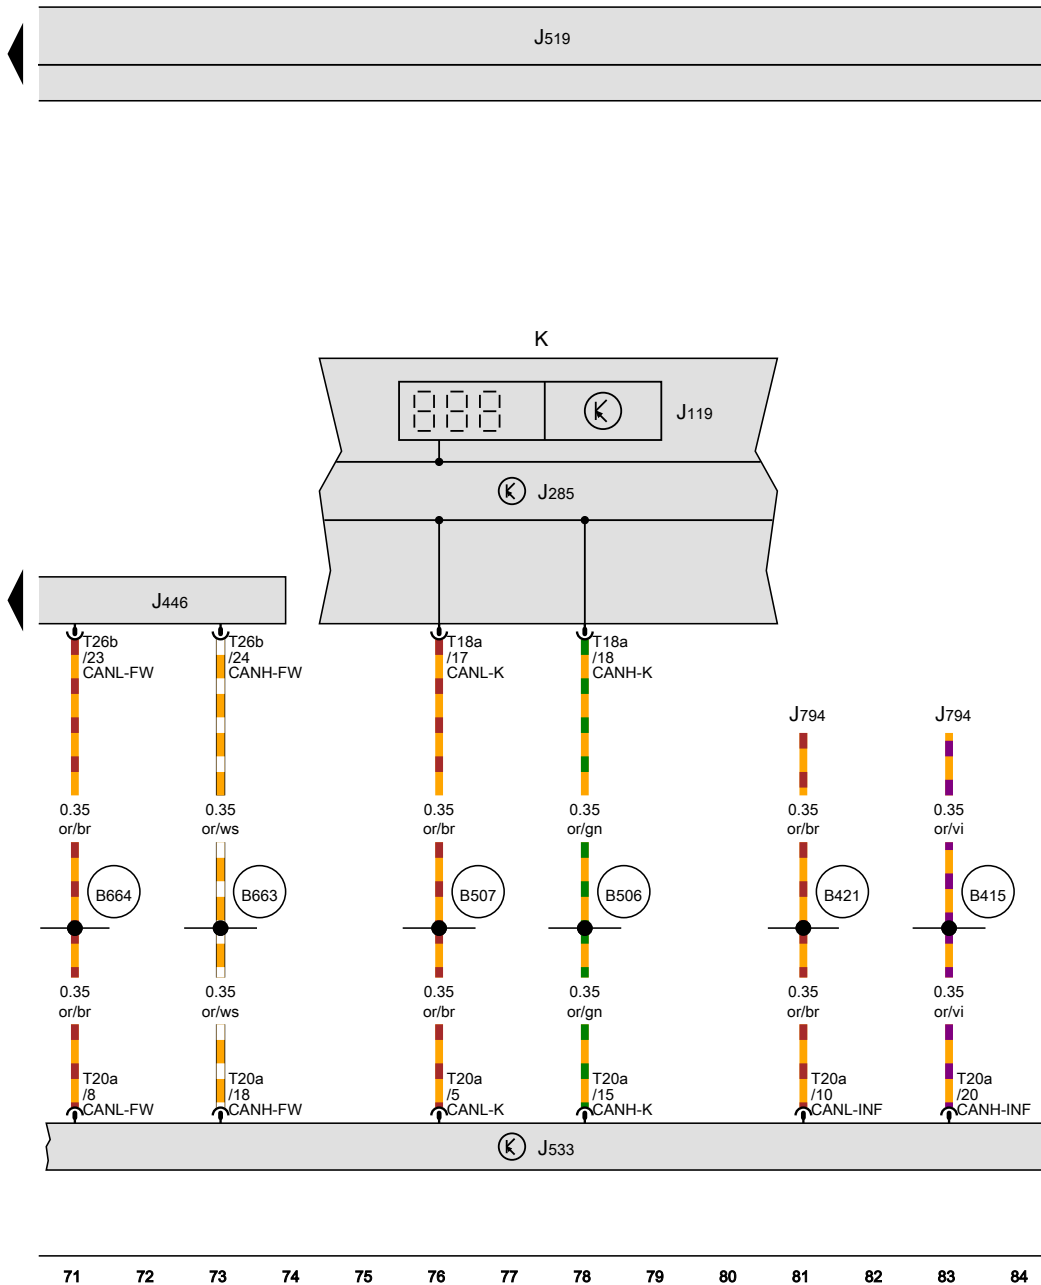 J519
K
J119
J285
J446
T26b
/23
CANL-FW
T26b
/24
CANH-FW
T18a
/17
CANL-K
T18a
/18
CANH-K
J794
J794
0.35
or/br
0.35
or/ws
0.35
or/br
0.35
or/gn
0.35
or/br
0.35
or/vi
B664
B663
B507
B506
B421
B415
0.35
or/br
0.35
or/ws
0.35
or/br
0.35
or/gn
0.35
or/br
0.35
or/vi
T20a
/8
CANL-FW
T20a
/18
CANH-FW
T20a
/5
CANL-K
T20a
/15
CANH-K
T20a
/10
CANL-INF
T20a
/20
CANH-INF
J533
71 72 73 74 75 76 77 78 79 80 81 82 83 84